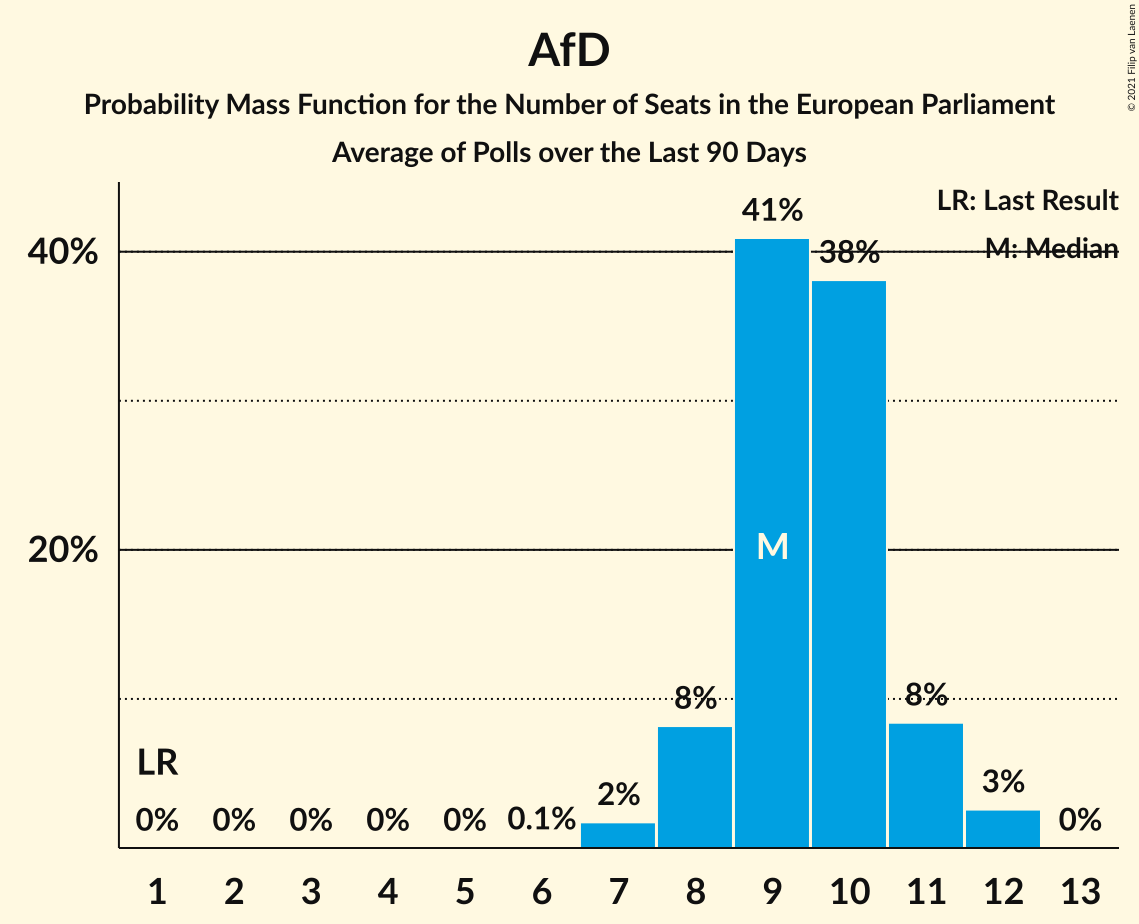 AfD
Probability Mass Function for the Number of Seats in the European Parliament
Average of Polls over the Last 90 Days
© 2021 Filip van Laenen
LR: Last Result
M: Median
40%
20%
41%
38%
M
8%
8%
LR
2%
3%
0% 0% 0% 0% 0% 0.1% 0%
1 2 3 4 5 6 7 8 9 10 11 12 13